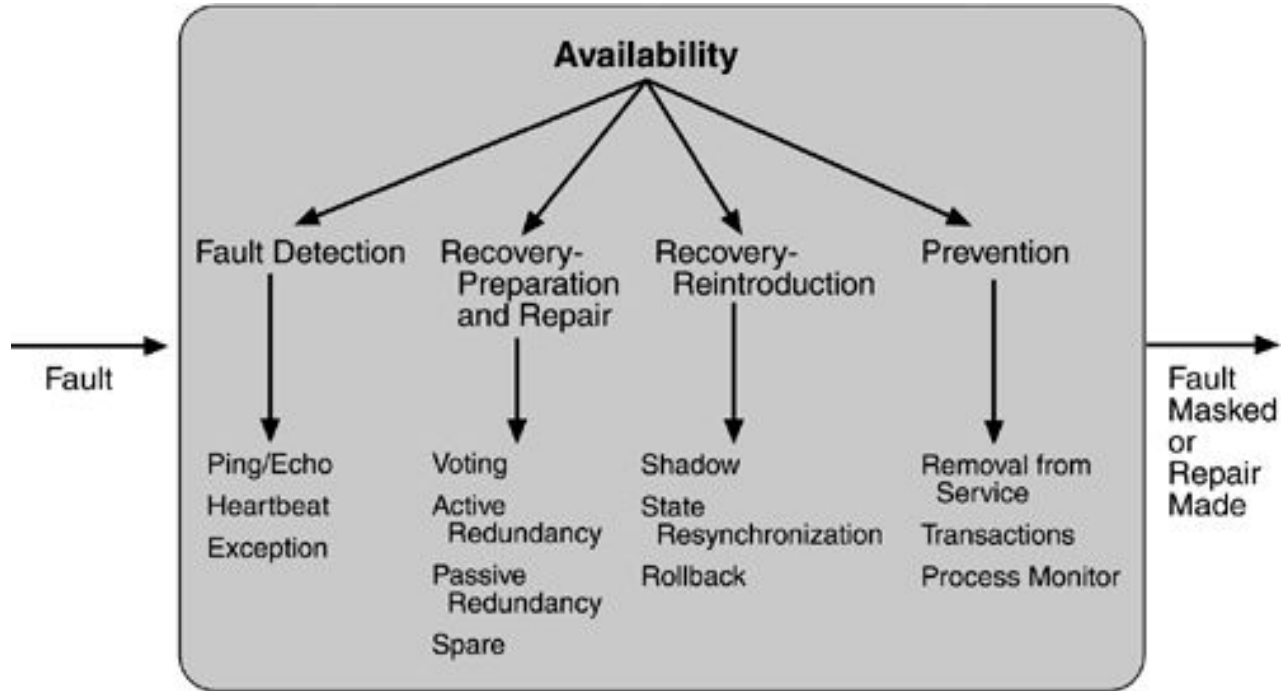 Availability
Fault Detection
Recovery-
Preparation
and Repair
Recovery-
Reintroduction
Prevention
Fault
Ping/Echo
Heartbeat
Exception
Voting
Active
Redundancy
Passive
Redundancy
Spare
Shadow
State
Resynchronization
Rollback
Removal from
Service
Transactions
Process Monitor
Fault
Masked
or
Repair
Made